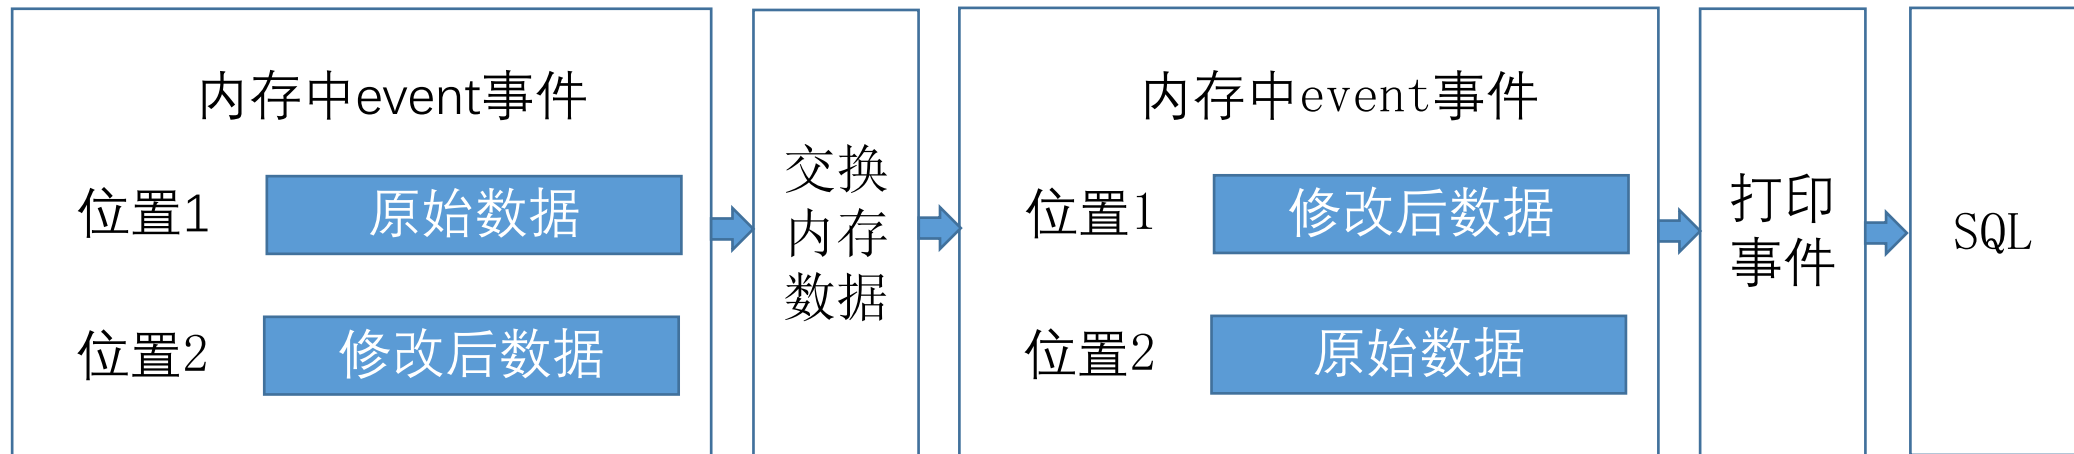 内存中event事件
位置1
原始数据
位置2
修改后数据
交换
内存
数据
内存中event事件
位置1
修改后数据
位置2
原始数据
打印
事件
SQL